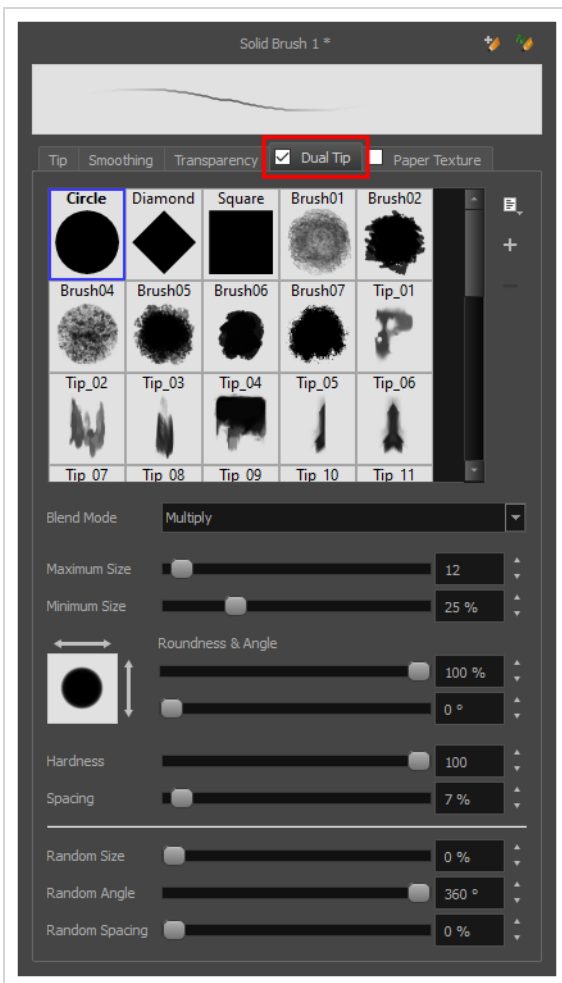 Solid Brush 1 *
Tip Smoothing Transparency Dual Tip Paper Texture
Circle Diamond Square Brush01 Brush02
Brush04 Brush05 Brush06 Brush07 Tip_01
Tip_02 Tip_03 Tip_04 Tip_05 Tip_06
Tip_07 Tip_08 Tip_09 Tip_10 Tip_11
Blend Mode Multiply
Maximum Size 12
Minimum Size 25 %
Roundness & Angle
100 %
0 °
Hardness 100
Spacing 7 %
Random Size 0 %
Random Angle 360 °
Random Spacing 0 %